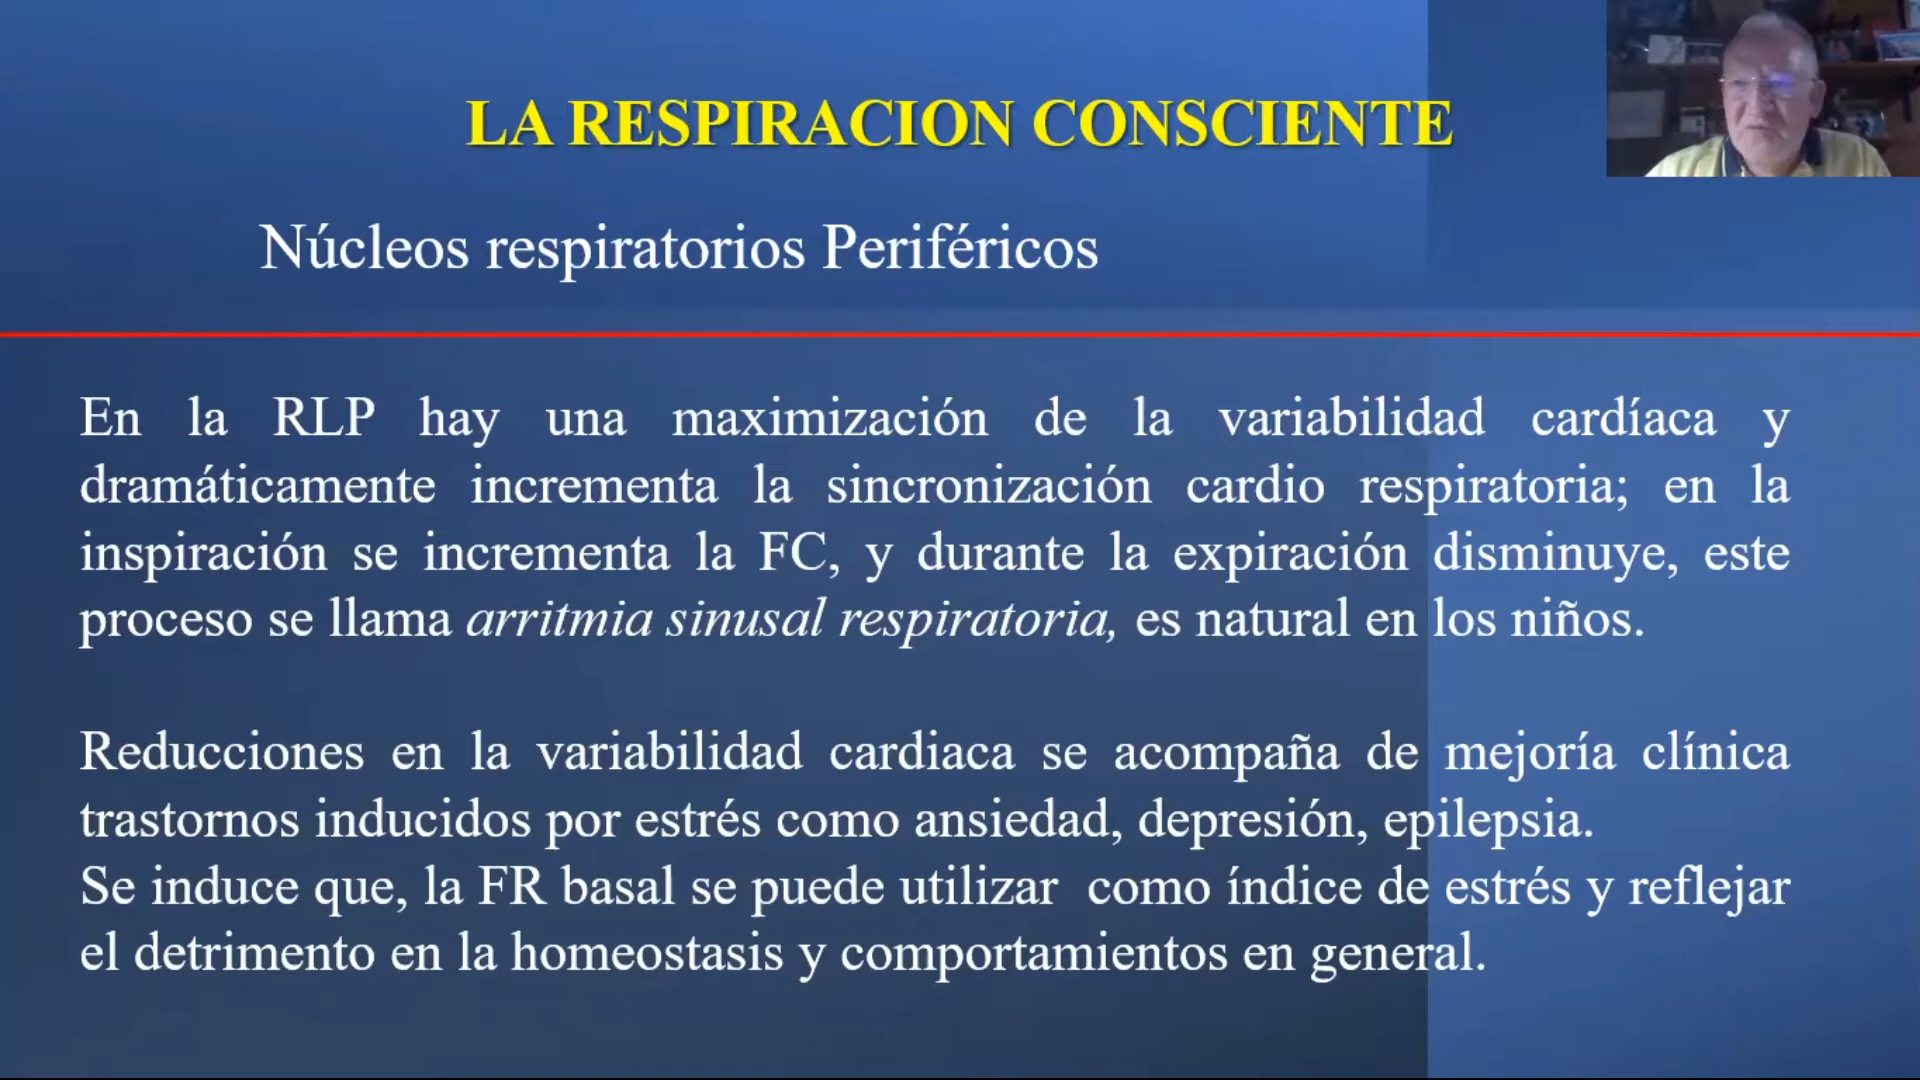 LA RESPIRACION CONSCIENTE
Núcleos respiratorios Periféricos
En la RLP hay una maximización de la variabilidad cardíaca y
dramáticamente incrementa la sincronización cardio respiratoria; en la
inspiración se incrementa la FC, y durante la expiración disminuye, este
proceso se llama arritmia sinusal respiratoria, es natural en los niños.
Reducciones en la variabilidad cardiaca se acompaña de mejoría clínica
trastornos inducidos por estrés como ansiedad, depresión, epilepsia.
Se induce que, la FR basal se puede utilizar como índice de estrés y reflejar
el detrimento en la homeostasis y comportamientos en general.